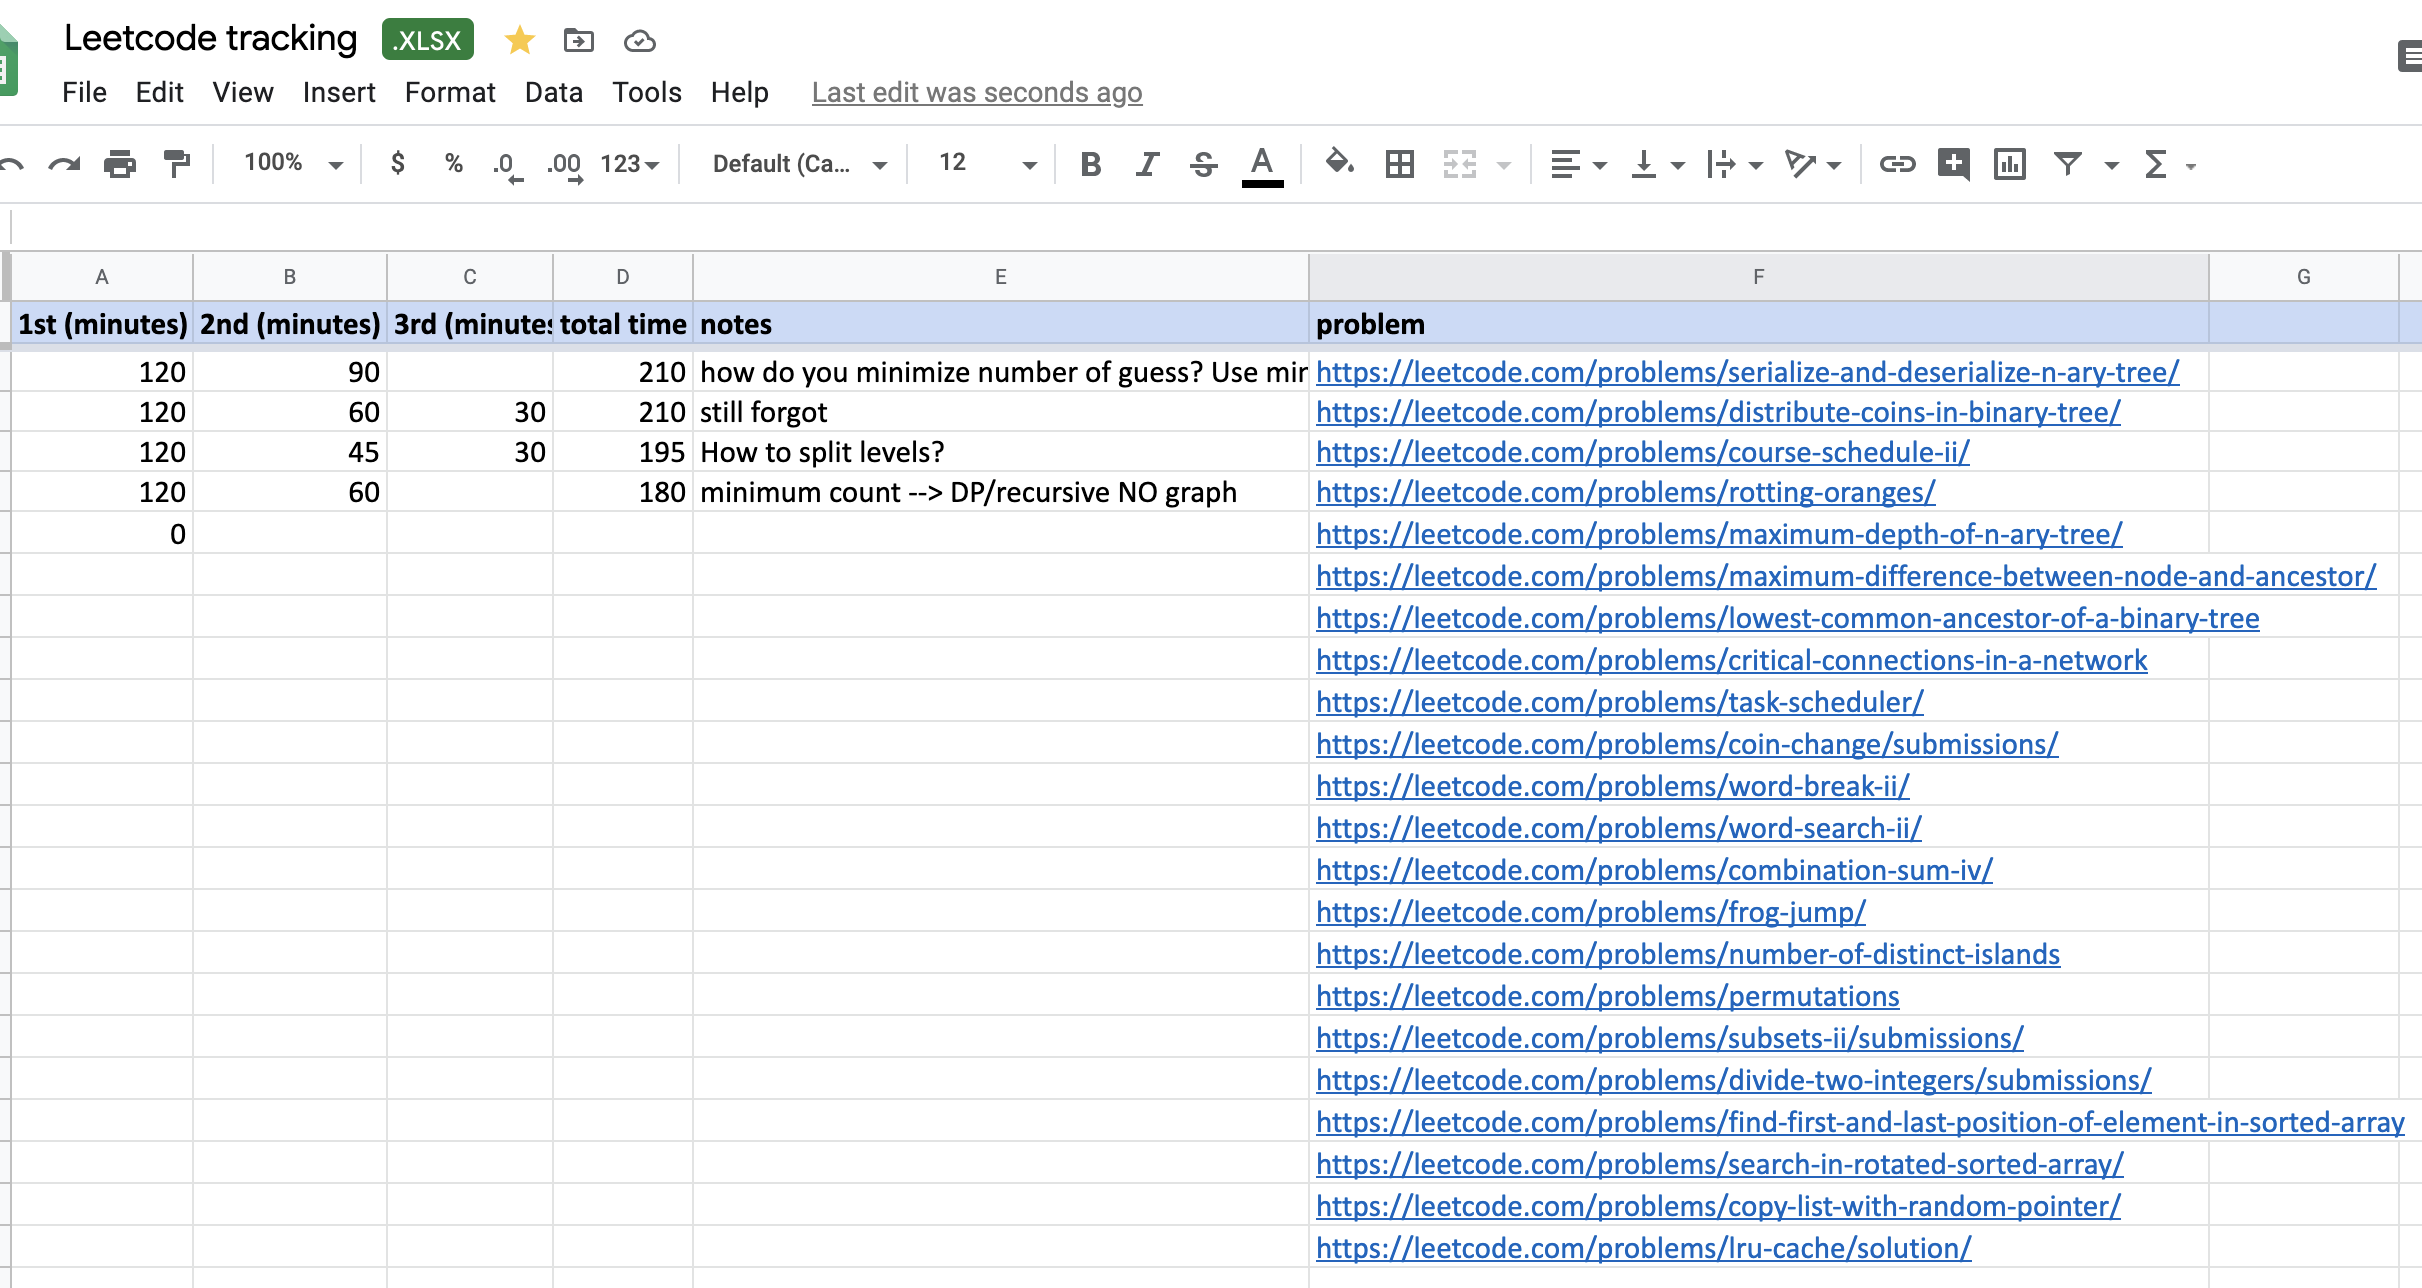 Leetcode tracking .XLSX
File Edit View Insert Format Data Tools Help Last edit was seconds ago
100% $ % .0 .00 123 Default (Ca... 12 B I S A
A B C D E F G
1st (minutes) 2nd (minutes) 3rd (minutes total time notes problem
120 90 210 how do you minimize number of guess? Use mir https://leetcode.com/problems/serialize-and-deserialize-n-ary-tree/
120 60 30 210 still forgot https://leetcode.com/problems/distribute-coins-in-binary-tree/
120 45 30 195 How to split levels? https://leetcode.com/problems/course-schedule-ii/
120 60 180 minimum count --> DP/recursive NO graph https://leetcode.com/problems/rotting-oranges/
0 https://leetcode.com/problems/maximum-depth-of-n-ary-tree/
https://leetcode.com/problems/maximum-difference-between-node-and-ancestor/
https://leetcode.com/problems/lowest-common-ancestor-of-a-binary-tree
https://leetcode.com/problems/critical-connections-in-a-network
https://leetcode.com/problems/task-scheduler/
https://leetcode.com/problems/coin-change/submissions/
https://leetcode.com/problems/word-break-ii/
https://leetcode.com/problems/word-search-ii/
https://leetcode.com/problems/combination-sum-iv/
https://leetcode.com/problems/frog-jump/
https://leetcode.com/problems/number-of-distinct-islands
https://leetcode.com/problems/permutations
https://leetcode.com/problems/subsets-ii/submissions/
https://leetcode.com/problems/divide-two-integers/submissions/
https://leetcode.com/problems/find-first-and-last-position-of-element-in-sorted-array
https://leetcode.com/problems/search-in-rotated-sorted-array/
https://leetcode.com/problems/copy-list-with-random-pointer/
https://leetcode.com/problems/lru-cache/solution/